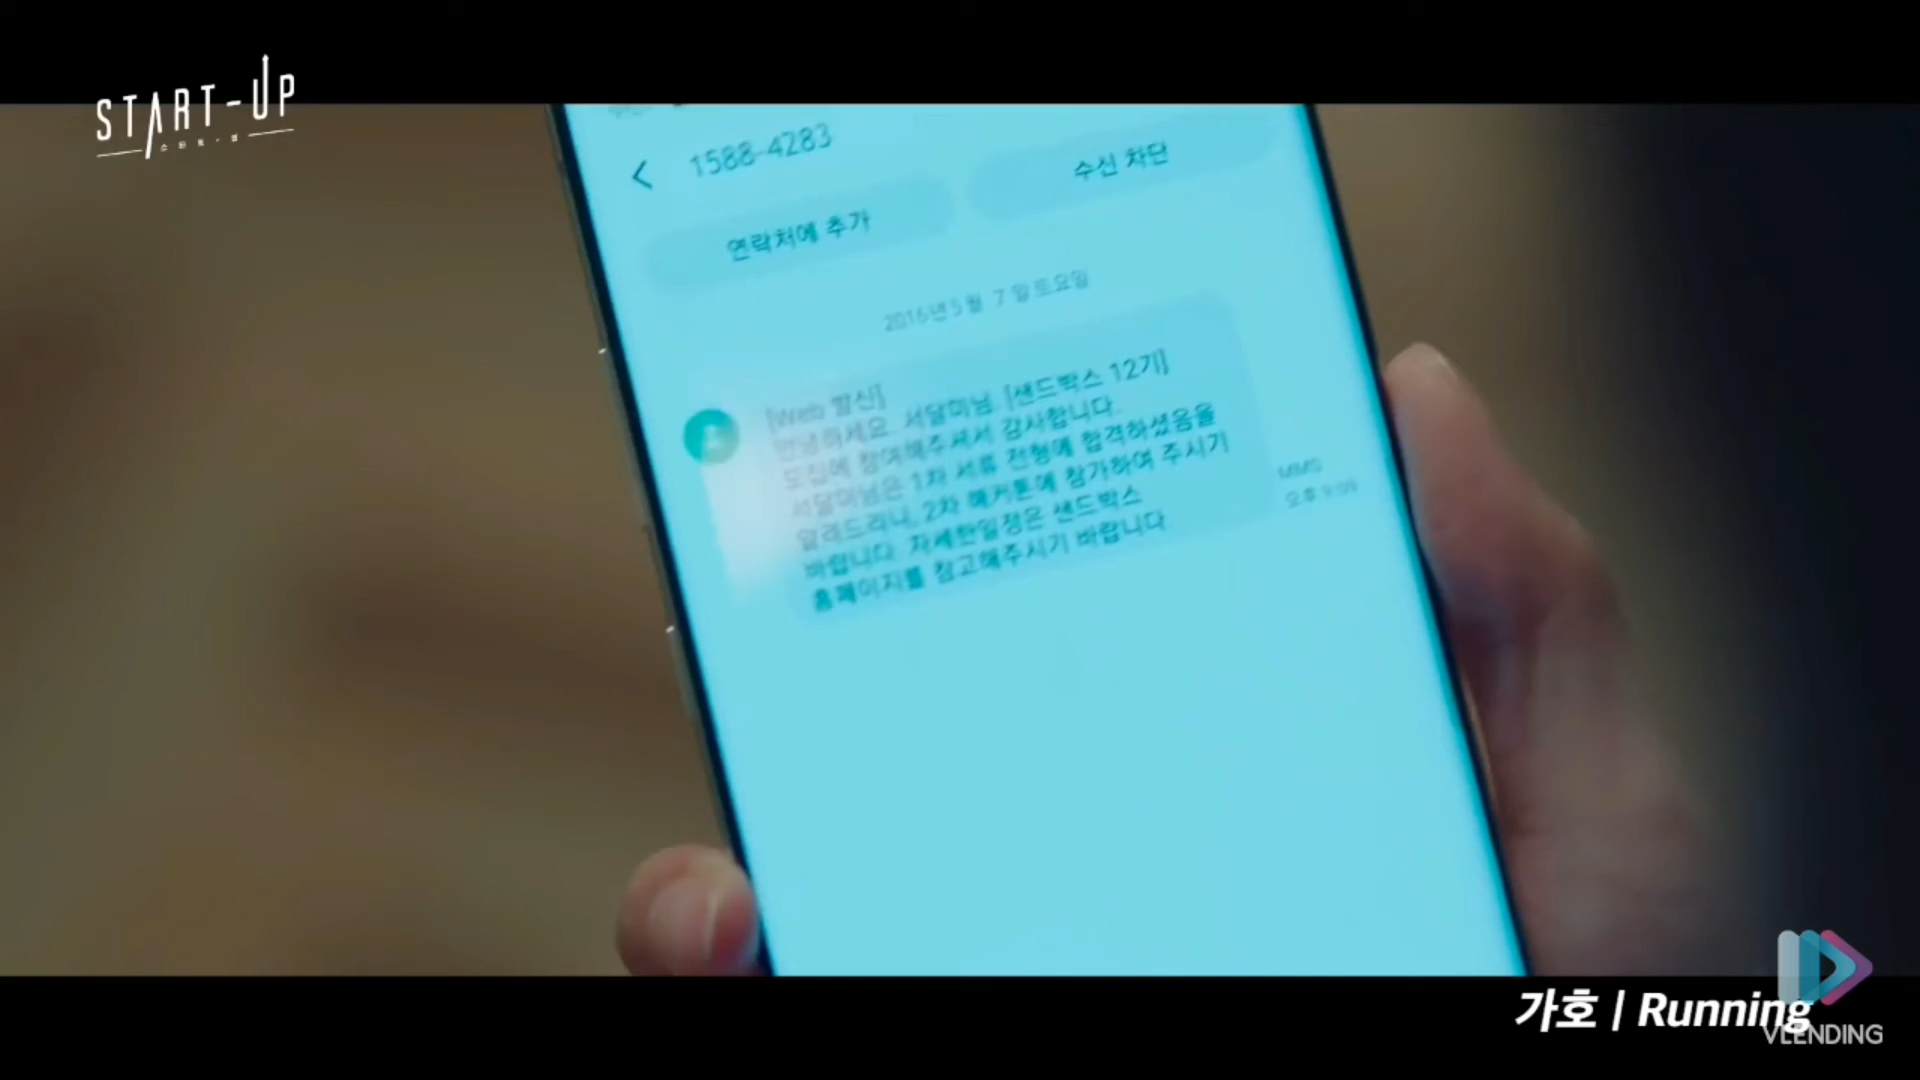 START-UP
스타트·업
1588-4283
수신 차단
연락처에 추가
2016년 5월 7일 토요일
[Web 발신]
안녕하세요. 서달미님. [샌드박스 12기]
모집에 참여해주셔서 감사합니다.
서달미님은 1차 서류 전형에 합격하셨음을
알려드리니, 2차 해커톤에 참가하여 주시기
바랍니다. 자세한일정은 샌드박스
홈페이지를 참고해주시기 바랍니다.
MMS
오후
가호 | Running
VLENDING